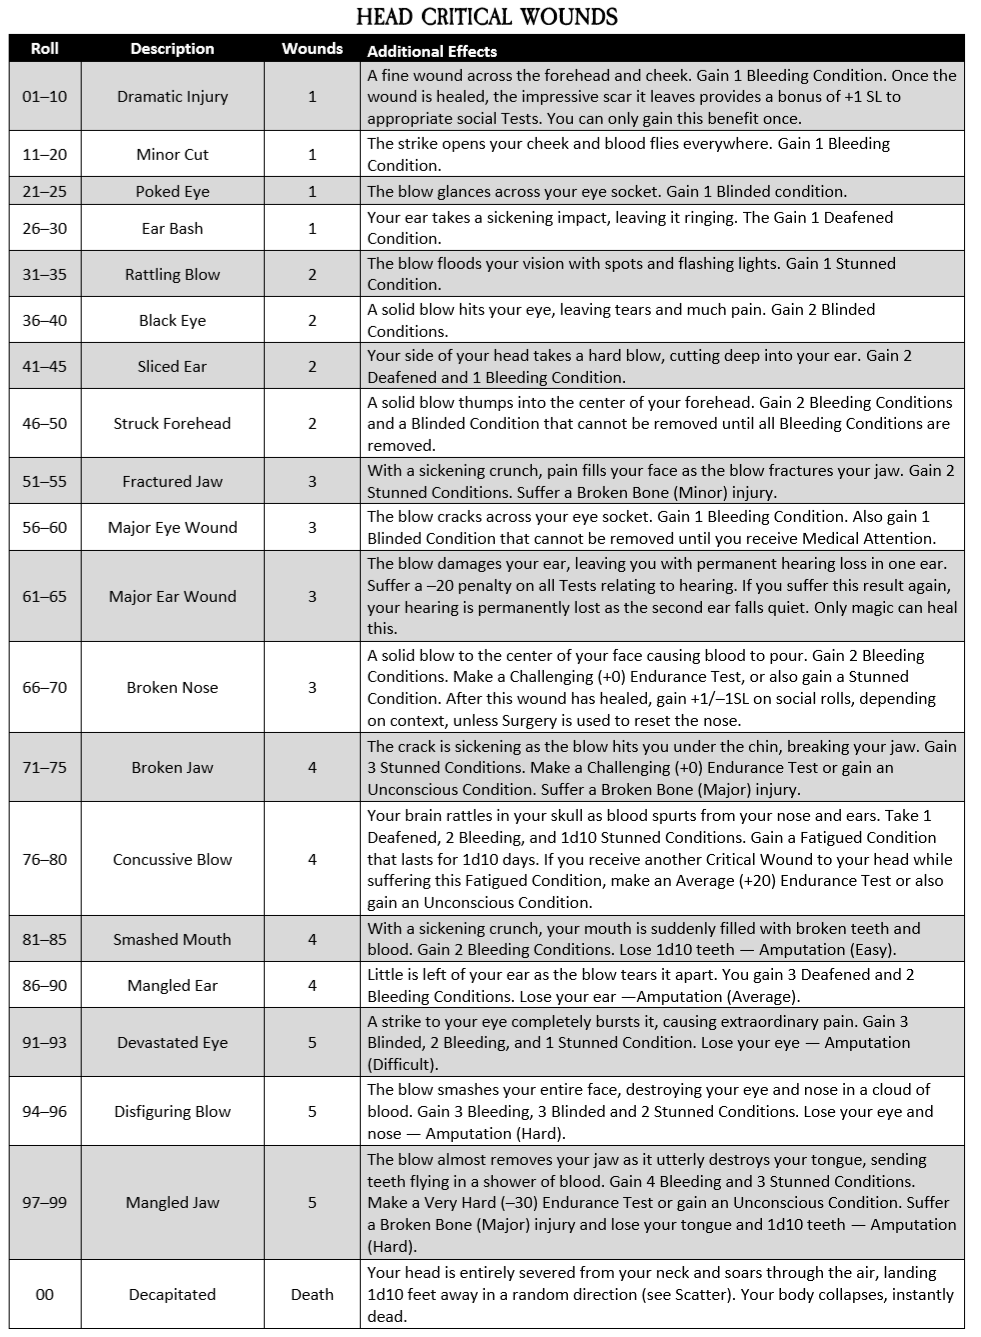 HEAD CRITICAL WOUNDS
Roll Description Wounds Additional Effects
01–10 Dramatic Injury 1 A fine wound across the forehead and cheek. Gain 1 Bleeding Condition. Once the
wound is healed, the impressive scar it leaves provides a bonus of +1 SL to
appropriate social Tests. You can only gain this benefit once.
11–20 Minor Cut 1 The strike opens your cheek and blood flies everywhere. Gain 1 Bleeding
Condition.
21–25 Poked Eye 1 The blow glances across your eye socket. Gain 1 Blinded condition.
26–30 Ear Bash 1 Your ear takes a sickening impact, leaving it ringing. The Gain 1 Deafened
Condition.
31–35 Rattling Blow 2 The blow floods your vision with spots and flashing lights. Gain 1 Stunned
Condition.
36–40 Black Eye 2 A solid blow hits your eye, leaving tears and much pain. Gain 2 Blinded
Conditions.
41–45 Sliced Ear 2 Your side of your head takes a hard blow, cutting deep into your ear. Gain 2
Deafened and 1 Bleeding Condition.
46–50 Struck Forehead 2 A solid blow thumps into the center of your forehead. Gain 2 Bleeding Conditions
and a Blinded Condition that cannot be removed until all Bleeding Conditions are
removed.
51–55 Fractured Jaw 3 With a sickening crunch, pain fills your face as the blow fractures your jaw. Gain 2
Stunned Conditions. Suffer a Broken Bone (Minor) injury.
56–60 Major Eye Wound 3 The blow cracks across your eye socket. Gain 1 Bleeding Condition. Also gain 1
Blinded Condition that cannot be removed until you receive Medical Attention.
61–65 Major Ear Wound 3 The blow damages your ear, leaving you with permanent hearing loss in one ear.
Suffer a –20 penalty on all Tests relating to hearing. If you suffer this result again,
your hearing is permanently lost as the second ear falls quiet. Only magic can heal
this.
66–70 Broken Nose 3 A solid blow to the center of your face causing blood to pour. Gain 2 Bleeding
Conditions. Make a Challenging (+0) Endurance Test, or also gain a Stunned
Condition. After this wound has healed, gain +1/–1SL on social rolls, depending
on context, unless Surgery is used to reset the nose.
71–75 Broken Jaw 4 The crack is sickening as the blow hits you under the chin, breaking your jaw. Gain
3 Stunned Conditions. Make a Challenging (+0) Endurance Test or gain an
Unconscious Condition. Suffer a Broken Bone (Major) injury.
76–80 Concussive Blow 4 Your brain rattles in your skull as blood spurts from your nose and ears. Take 1
Deafened, 2 Bleeding, and 1d10 Stunned Conditions. Gain a Fatigued Condition
that lasts for 1d10 days. If you receive another Critical Wound to your head while
suffering this Fatigued Condition, make an Average (+20) Endurance Test or also
gain an Unconscious Condition.
81–85 Smashed Mouth 4 With a sickening crunch, your mouth is suddenly filled with broken teeth and
blood. Gain 2 Bleeding Conditions. Lose 1d10 teeth — Amputation (Easy).
86–90 Mangled Ear 4 Little is left of your ear as the blow tears it apart. You gain 3 Deafened and 2
Bleeding Conditions. Lose your ear —Amputation (Average).
91–93 Devastated Eye 5 A strike to your eye completely bursts it, causing extraordinary pain. Gain 3
Blinded, 2 Bleeding, and 1 Stunned Condition. Lose your eye — Amputation
(Difficult).
94–96 Disfiguring Blow 5 The blow smashes your entire face, destroying your eye and nose in a cloud of
blood. Gain 3 Bleeding, 3 Blinded and 2 Stunned Conditions. Lose your eye and
nose — Amputation (Hard).
97–99 Mangled Jaw 5 The blow almost removes your jaw as it utterly destroys your tongue, sending
teeth flying in a shower of blood. Gain 4 Bleeding and 3 Stunned Conditions.
Make a Very Hard (–30) Endurance Test or gain an Unconscious Condition. Suffer
a Broken Bone (Major) injury and lose your tongue and 1d10 teeth — Amputation
(Hard).
00 Decapitated Death Your head is entirely severed from your neck and soars through the air, landing
1d10 feet away in a random direction (see Scatter). Your body collapses, instantly
dead.